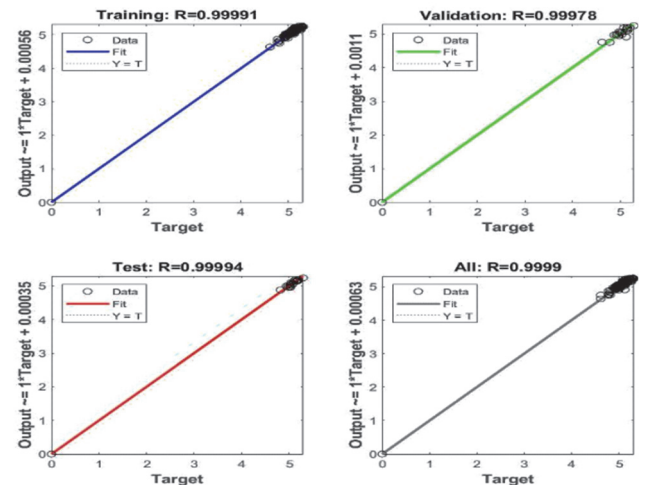 Training: R=0.99991
Output ~= 1*Target + 0.00056
Data
Fit
Y = T
5
4
3
2
1
0
0 1 2 3 4 5
Target
Validation: R=0.99978
Output ~= 1*Target + 0.0011
Data
Fit
Y = T
5
4
3
2
1
0
0 1 2 3 4 5
Target
Test: R=0.99994
Output ~= 1*Target + 0.00035
Data
Fit
Y = T
5
4
3
2
1
0
0 1 2 3 4 5
Target
All: R=0.9999
Output ~= 1*Target + 0.00063
Data
Fit
Y = T
5
4
3
2
1
0
0 1 2 3 4 5
Target